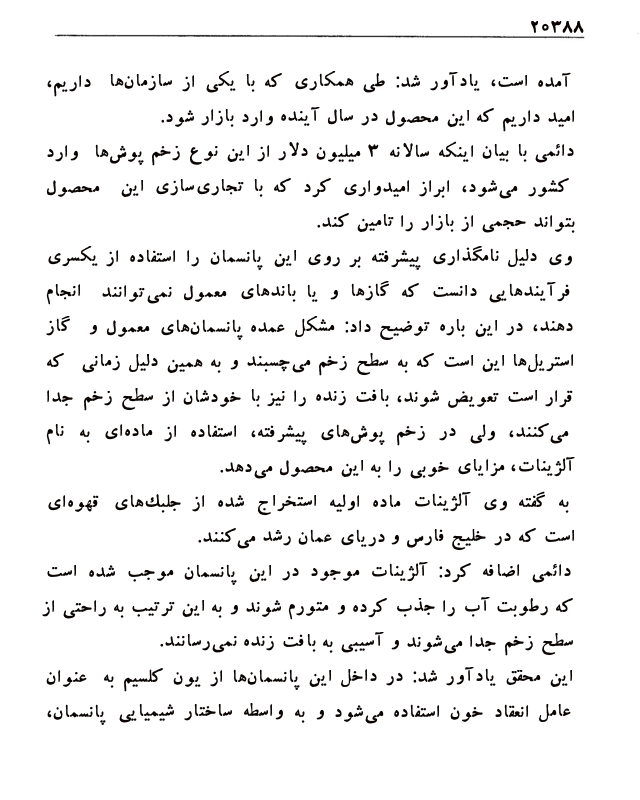 ۲۰۳۸۸
آمده است، یادآور شد: طی همکاری که با یکی از سازمان‌ها داریم،
امید داریم که این محصول در سال آینده وارد بازار شود.
دائمی با بیان اینکه سالانه ۳ میلیون دلار از این نوع زخم پوش‌ها وارد
کشور می‌شود، ابراز امیدواری کرد که با تجاری‌سازی این محصول
بتواند حجمی از بازار را تامین کند.
وی دلیل نامگذاری پیشرفته بر روی این پانسمان را استفاده از یکسری
فرآیندهایی دانست که گازها و یا باندهای معمول نمی‌توانند انجام
دهند، در این باره توضیح داد: مشکل عمده پانسمان‌های معمول و گاز
استریل‌ها این است که به سطح زخم می‌چسبند و به همین دلیل زمانی که
قرار است تعویض شوند، بافت زنده را نیز با خودشان از سطح زخم جدا
می‌کنند، ولی در زخم پوش‌های پیشرفته، استفاده از ماده‌ای به نام
آلژینات، مزایای خوبی را به این محصول می‌دهد.
به گفته وی آلژینات ماده اولیه استخراج شده از جلبك‌های قهوه‌ای
است که در خلیج فارس و دریای عمان رشد می‌کنند.
دائمی اضافه کرد: آلژینات موجود در این پانسمان موجب شده است
که رطوبت آب را جذب کرده و متورم شوند و به این ترتیب به راحتی از
سطح زخم جدا می‌شوند و آسیبی به بافت زنده نمی‌رسانند.
این محقق یادآور شد: در داخل این پانسمان‌ها از یون کلسیم به عنوان
عامل انعقاد خون استفاده می‌شود و به واسطه ساختار شیمیایی پانسمان،